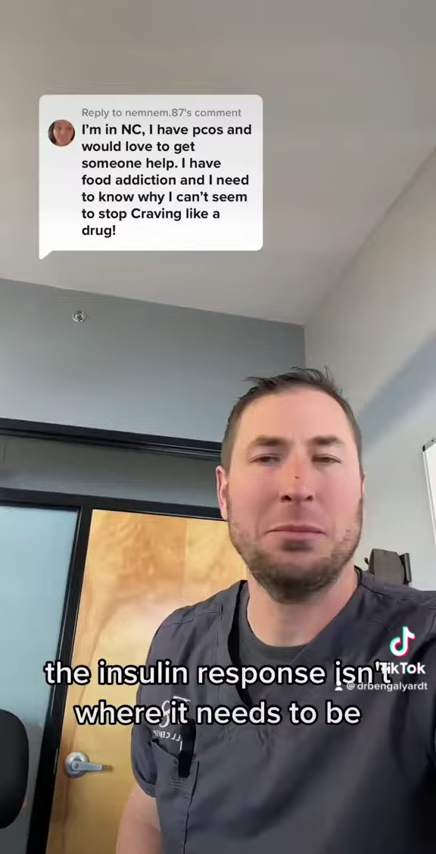 Reply to nemnem.87's comment
I'm in NC, I have pcos and
would love to get
someone help. I have
food addiction and I need
to know why I can't seem
to stop Craving like a
drug!
the insulin response isn't
where it needs to be
TikTok
@drbengalyardt